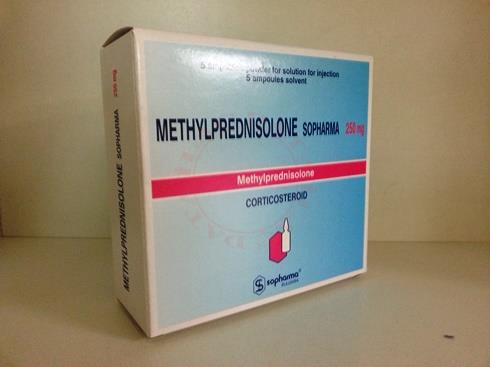 5 ampoules powder for solution for injection
5 ampoules solvent
METHYLPREDNISOLONE SOPHARMA 250 mg
Methylprednisolone
CORTICOSTEROID
sopharma
METHYLPREDNISOLONE SOPHARMA 250 mg